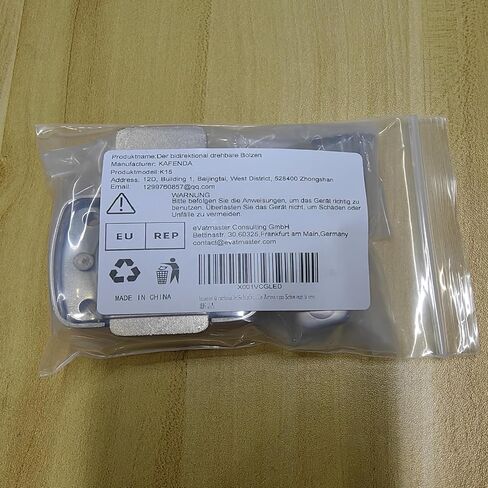 Produktname:Der bidirektional drehbare Bolzen
Manufacturer: KAFENDA
Produktmodell:K15
Address: 12D, Building 1, Beijingtai, West District, 528400 Zhongshan
Email: 1299760857@qq.com
WARNUNG
Bitte befolgen Sie die Anweisungen, um das Gerät richtig zu
benutzen. Überlasten Sie das Gerät nicht, um Schäden oder
Unfälle zu vermeiden.
EU REP
eVatmaster Consulting GmbH
Bettinastr. 30,60325,Frankfurt am Main,Germany
contact@evatmaster.com
X001VCGLED
MADE IN CHINA